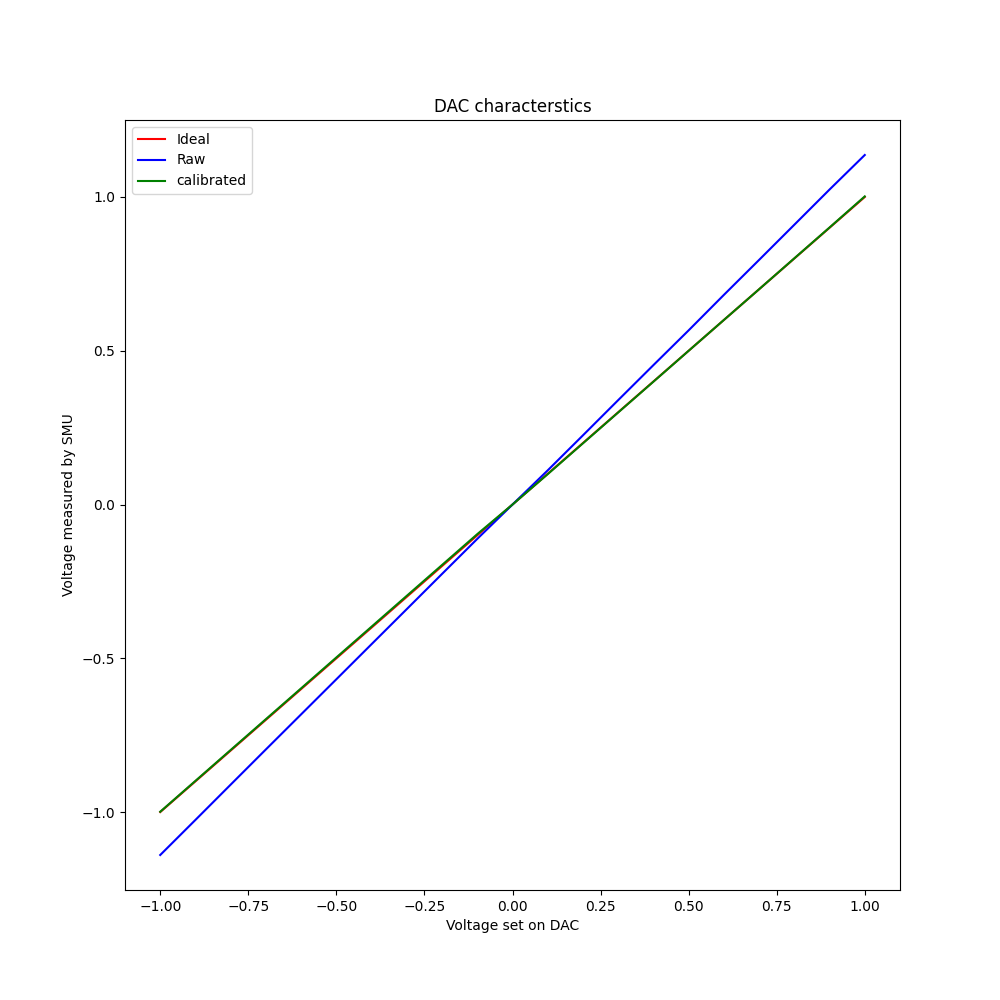 DAC characterstics
Ideal
Raw
calibrated
1.0
0.5
0.0
−0.5
−1.0
Voltage measured by SMU
−1.00 −0.75 −0.50 −0.25 0.00 0.25 0.50 0.75 1.00
Voltage set on DAC